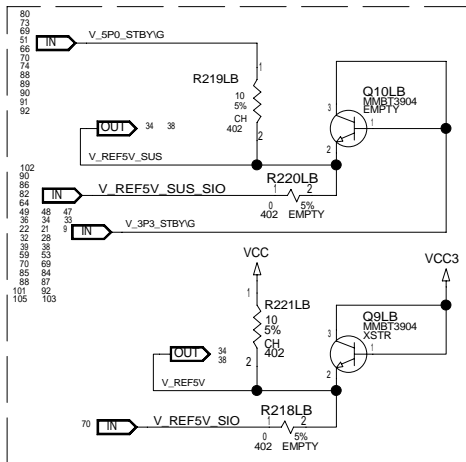 80
73
69
51
66
70
74
88
89
90
91
92
IN
V_5P0_STBY\G
1
R219LB
10
5%
CH
402
2
Q10LB
MMBT3904
EMPTY
3
1
2
OUT
34 38
V_REF5V_SUS
R220LB
102
90
86
82
64
IN
V_REF5V_SUS_SIO
1 2
0
402
5%
EMPTY
49 48 47
36 34 33
22 21 9
32 28
39 38
59 53
70 69
85 84
88 87
101 92
105 103
IN
V_3P3_STBY\G
VCC
VCC3
1
R221LB
10
5%
CH
402
2
Q9LB
MMBT3904
XSTR
3
1
2
OUT
34
38
V_REF5V
R218LB
70
IN
V_REF5V_SIO
1 2
0
402
5%
EMPTY